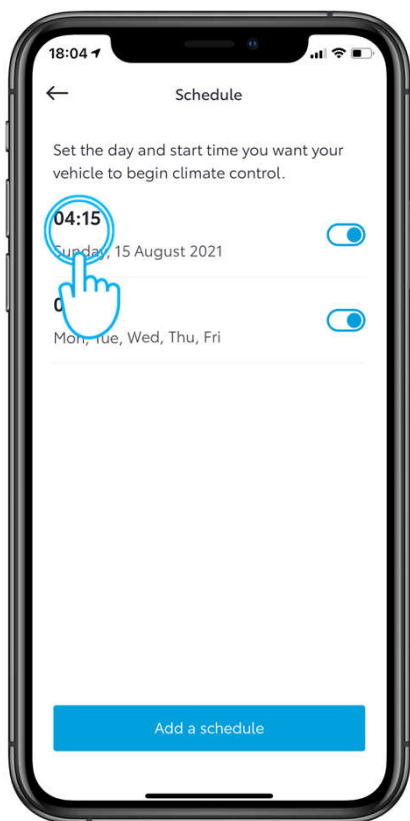 18:04
Schedule
Set the day and start time you want your
vehicle to begin climate control.
04:15
Sunday, 15 August 2021
Mon, Tue, Wed, Thu, Fri
Add a schedule